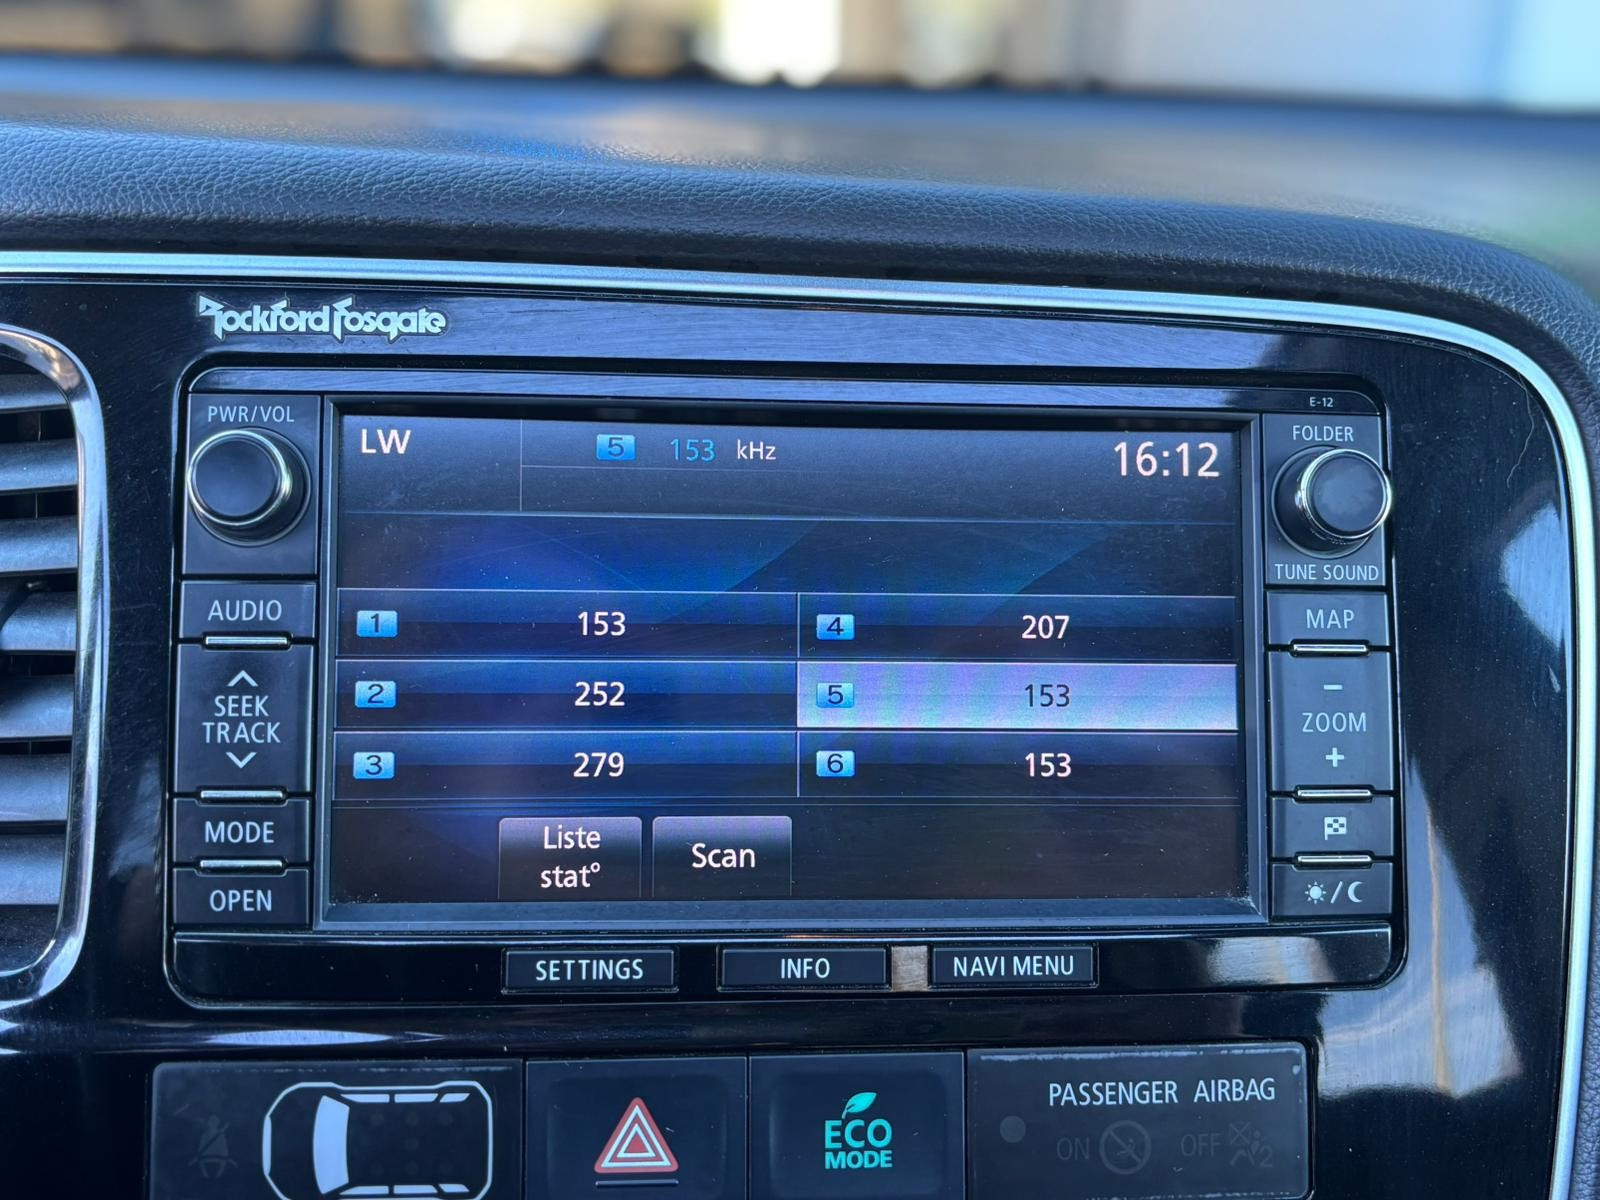 Rockford Fosgate
E-12
PWR/VOL
FOLDER
LW
5 153 kHz
16:12
TUNE SOUND
AUDIO
MAP
1 153
4 207
SEEK
TRACK
2 252
5 153
− ZOOM +
3 279
6 153
MODE
Liste
stat°
Scan
OPEN
SETTINGS
INFO
NAVI MENU
PASSENGER AIRBAG
ON
OFF
2
ECO
MODE